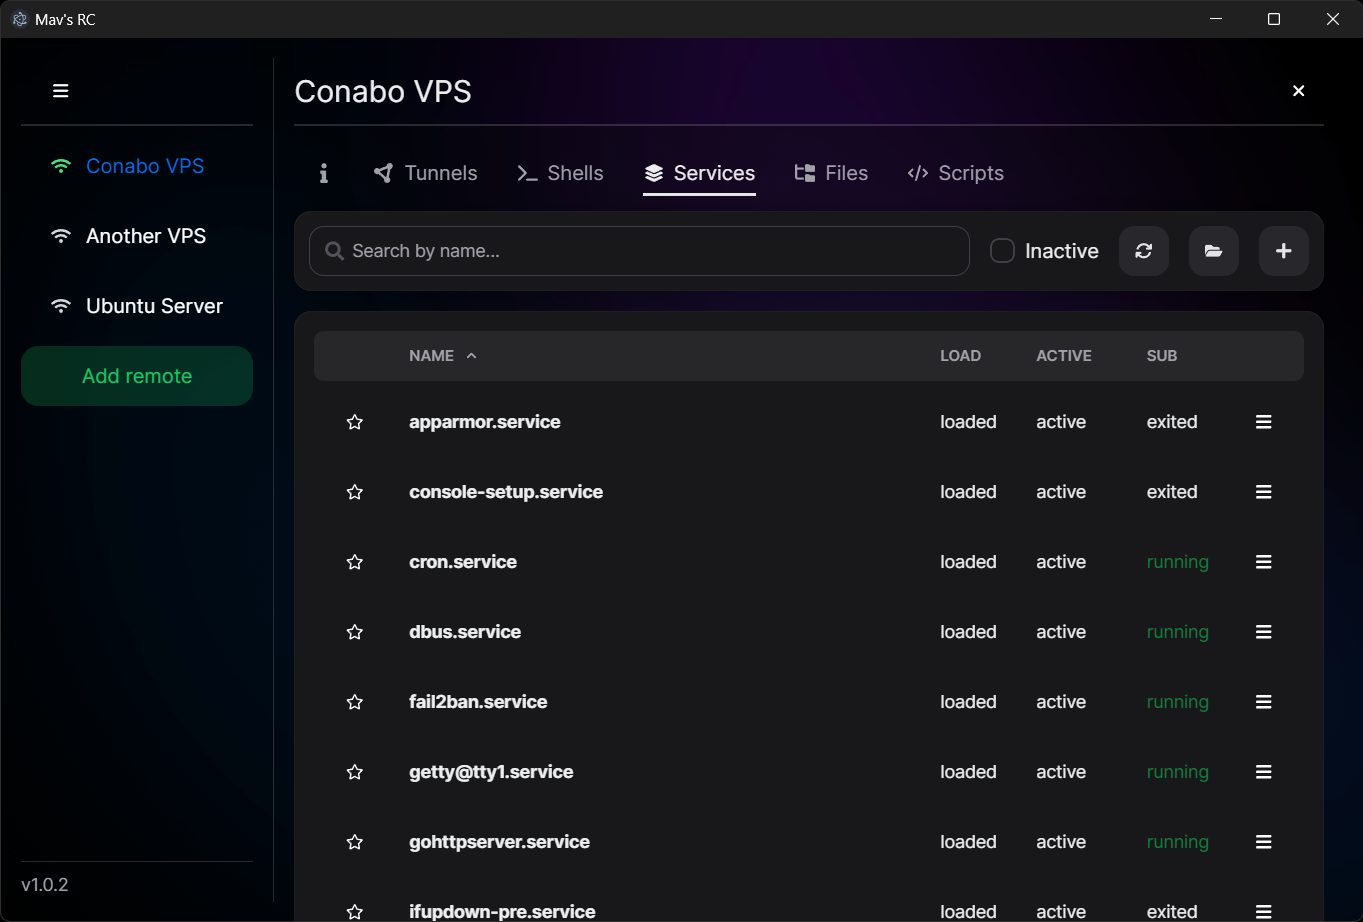 Mav's RC
Conabo VPS
Another VPS
Ubuntu Server
Add remote
v1.0.2
Conabo VPS
Tunnels Shells Services Files Scripts
Search by name... Inactive
NAME LOAD ACTIVE SUB
apparmor.service loaded active exited
console-setup.service loaded active exited
cron.service loaded active running
dbus.service loaded active running
fail2ban.service loaded active running
getty@tty1.service loaded active running
gohttpserver.service loaded active running
ifupdown-pre.service loaded active exited